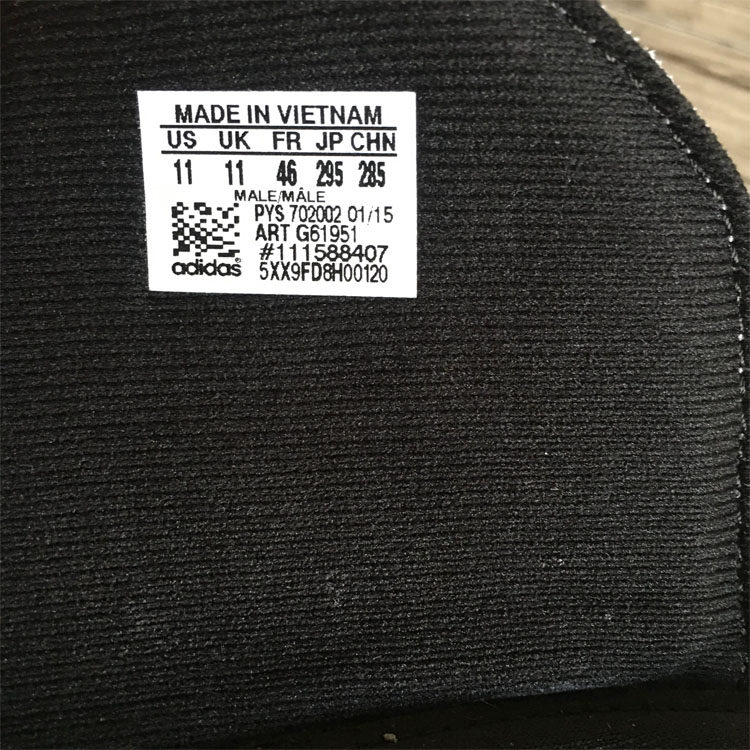 MADE IN VIETNAM
US UK FR JP CHN
11 11 46 295 285
MALE/MÂLE
PYS 702002 01/15
ART G61951
#111588407
adidas® 5XX9FD8H00120